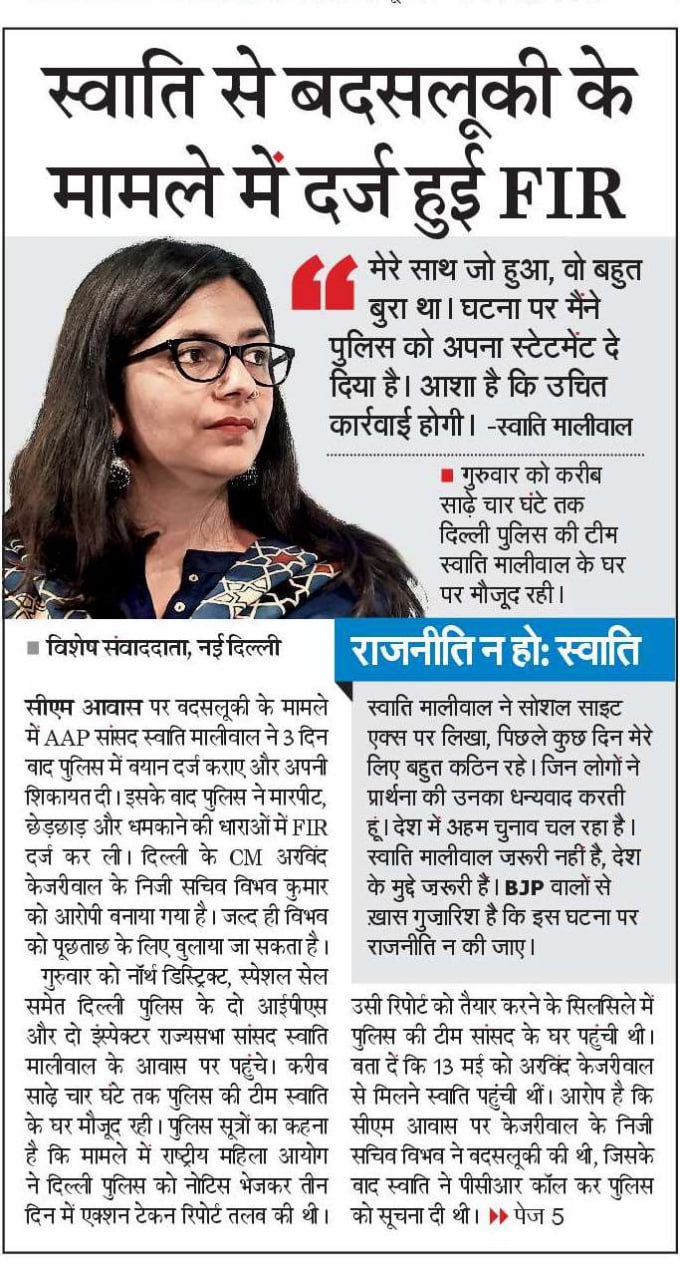 स्वाति से बदसलूकी के
मामले में दर्ज हुई FIR
“ मेरे साथ जो हुआ, वो बहुत
बुरा था। घटना पर मैंने
पुलिस को अपना स्टेटमेंट दे
दिया है। आशा है कि उचित
कार्रवाई होगी। -स्वाति मालीवाल
■ गुरुवार को करीब
साढ़े चार घंटे तक
दिल्ली पुलिस की टीम
स्वाति मालीवाल के घर
पर मौजूद रही।
■ विशेष संवाददाता, नई दिल्ली
सीएम आवास पर बदसलूकी के मामले
में AAP सांसद स्वाति मालीवाल ने 3 दिन
बाद पुलिस में बयान दर्ज कराए और अपनी
शिकायत दी। इसके बाद पुलिस ने मारपीट,
छेड़छाड़ और धमकाने की धाराओं में FIR
दर्ज कर ली। दिल्ली के CM अरविंद
केजरीवाल के निजी सचिव विभव कुमार
को आरोपी बनाया गया है। जल्द ही विभव
को पूछताछ के लिए बुलाया जा सकता है।
गुरुवार को नॉर्थ डिस्ट्रिक्ट, स्पेशल सेल
समेत दिल्ली पुलिस के दो आईपीएस
और दो इंस्पेक्टर राज्यसभा सांसद स्वाति
मालीवाल के आवास पर पहुंचे। करीब
साढ़े चार घंटे तक पुलिस की टीम स्वाति
के घर मौजूद रही। पुलिस सूत्रों का कहना
है कि मामले में राष्ट्रीय महिला आयोग
ने दिल्ली पुलिस को नोटिस भेजकर तीन
दिन में एक्शन टेकन रिपोर्ट तलब की थी।
राजनीति न हो: स्वाति
स्वाति मालीवाल ने सोशल साइट
एक्स पर लिखा, पिछले कुछ दिन मेरे
लिए बहुत कठिन रहे। जिन लोगों ने
प्रार्थना की उनका धन्यवाद करती
हूं। देश में अहम चुनाव चल रहा है।
स्वाति मालीवाल जरूरी नहीं है, देश
के मुद्दे ज़रूरी हैं। BJP वालों से
ख़ास गुजारिश है कि इस घटना पर
राजनीति न की जाए।
उसी रिपोर्ट को तैयार करने के सिलसिले में
पुलिस की टीम सांसद के घर पहुंची थी।
बता दें कि 13 मई को अरविंद केजरीवाल
से मिलने स्वाति पहुंची थीं। आरोप है कि
सीएम आवास पर केजरीवाल के निजी
सचिव विभव ने बदसलूकी की थी, जिसके
बाद स्वाति ने पीसीआर कॉल कर पुलिस
को सूचना दी थी। ▶▶ पेज 5